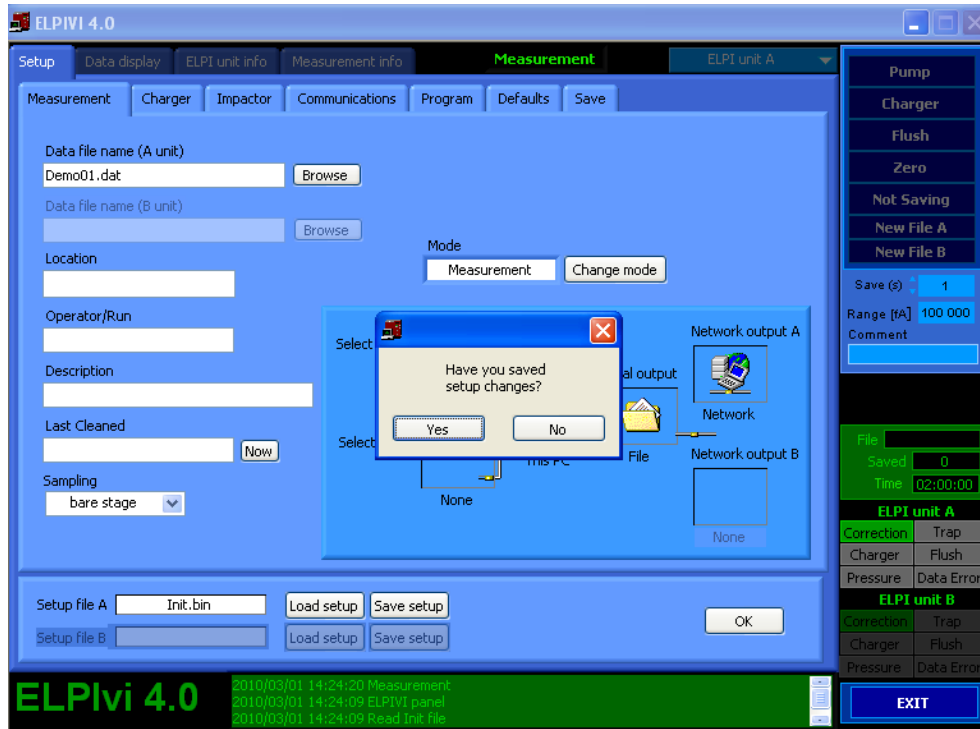 ELPIVI 4.0
Setup Data display ELPI unit info Measurement info Measurement ELPI unit A
Measurement Charger Impactor Communications Program Defaults Save
Data file name (A unit)
Demo01.dat Browse
Data file name (B unit)
Browse
Location
Mode
Measurement Change mode
Operator/Run
Description
Last Cleaned
Now
Sampling
bare stage
Select
Select
Have you saved
setup changes?
Yes No
al output
This PC
File
None
Network output A
Network
Network output B
None
Setup file A Init.bin Load setup Save setup
Setup file B Load setup Save setup
OK
Pump
Charger
Flush
Zero
Not Saving
New File A
New File B
Save (s) 1
Range [fA] 100 000
Comment
File
Saved 0
Time 02:00:00
ELPI unit A
Correction Trap
Charger Flush
Pressure Data Error
ELPI unit B
Correction Trap
Charger Flush
Pressure Data Error
EXIT
ELPIvi 4.0
2010/03/01 14:24:20 Measurement
2010/03/01 14:24:09 ELPIVI panel
2010/03/01 14:24:09 Read Init file